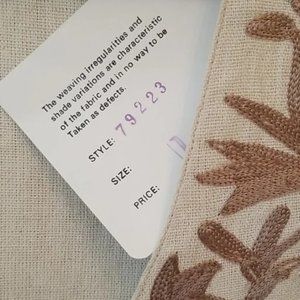 The weaving irregularities and
shade variations are characteristic
of the fabric and in no way to be
Taken as defects.
STYLE: 79223
SIZE:
PRICE: